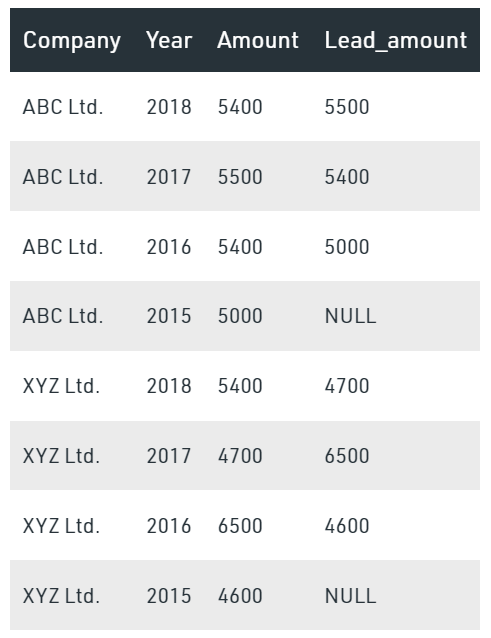 Company Year Amount Lead_amount
ABC Ltd. 2018 5400 5500
ABC Ltd. 2017 5500 5400
ABC Ltd. 2016 5400 5000
ABC Ltd. 2015 5000 NULL
XYZ Ltd. 2018 5400 4700
XYZ Ltd. 2017 4700 6500
XYZ Ltd. 2016 6500 4600
XYZ Ltd. 2015 4600 NULL